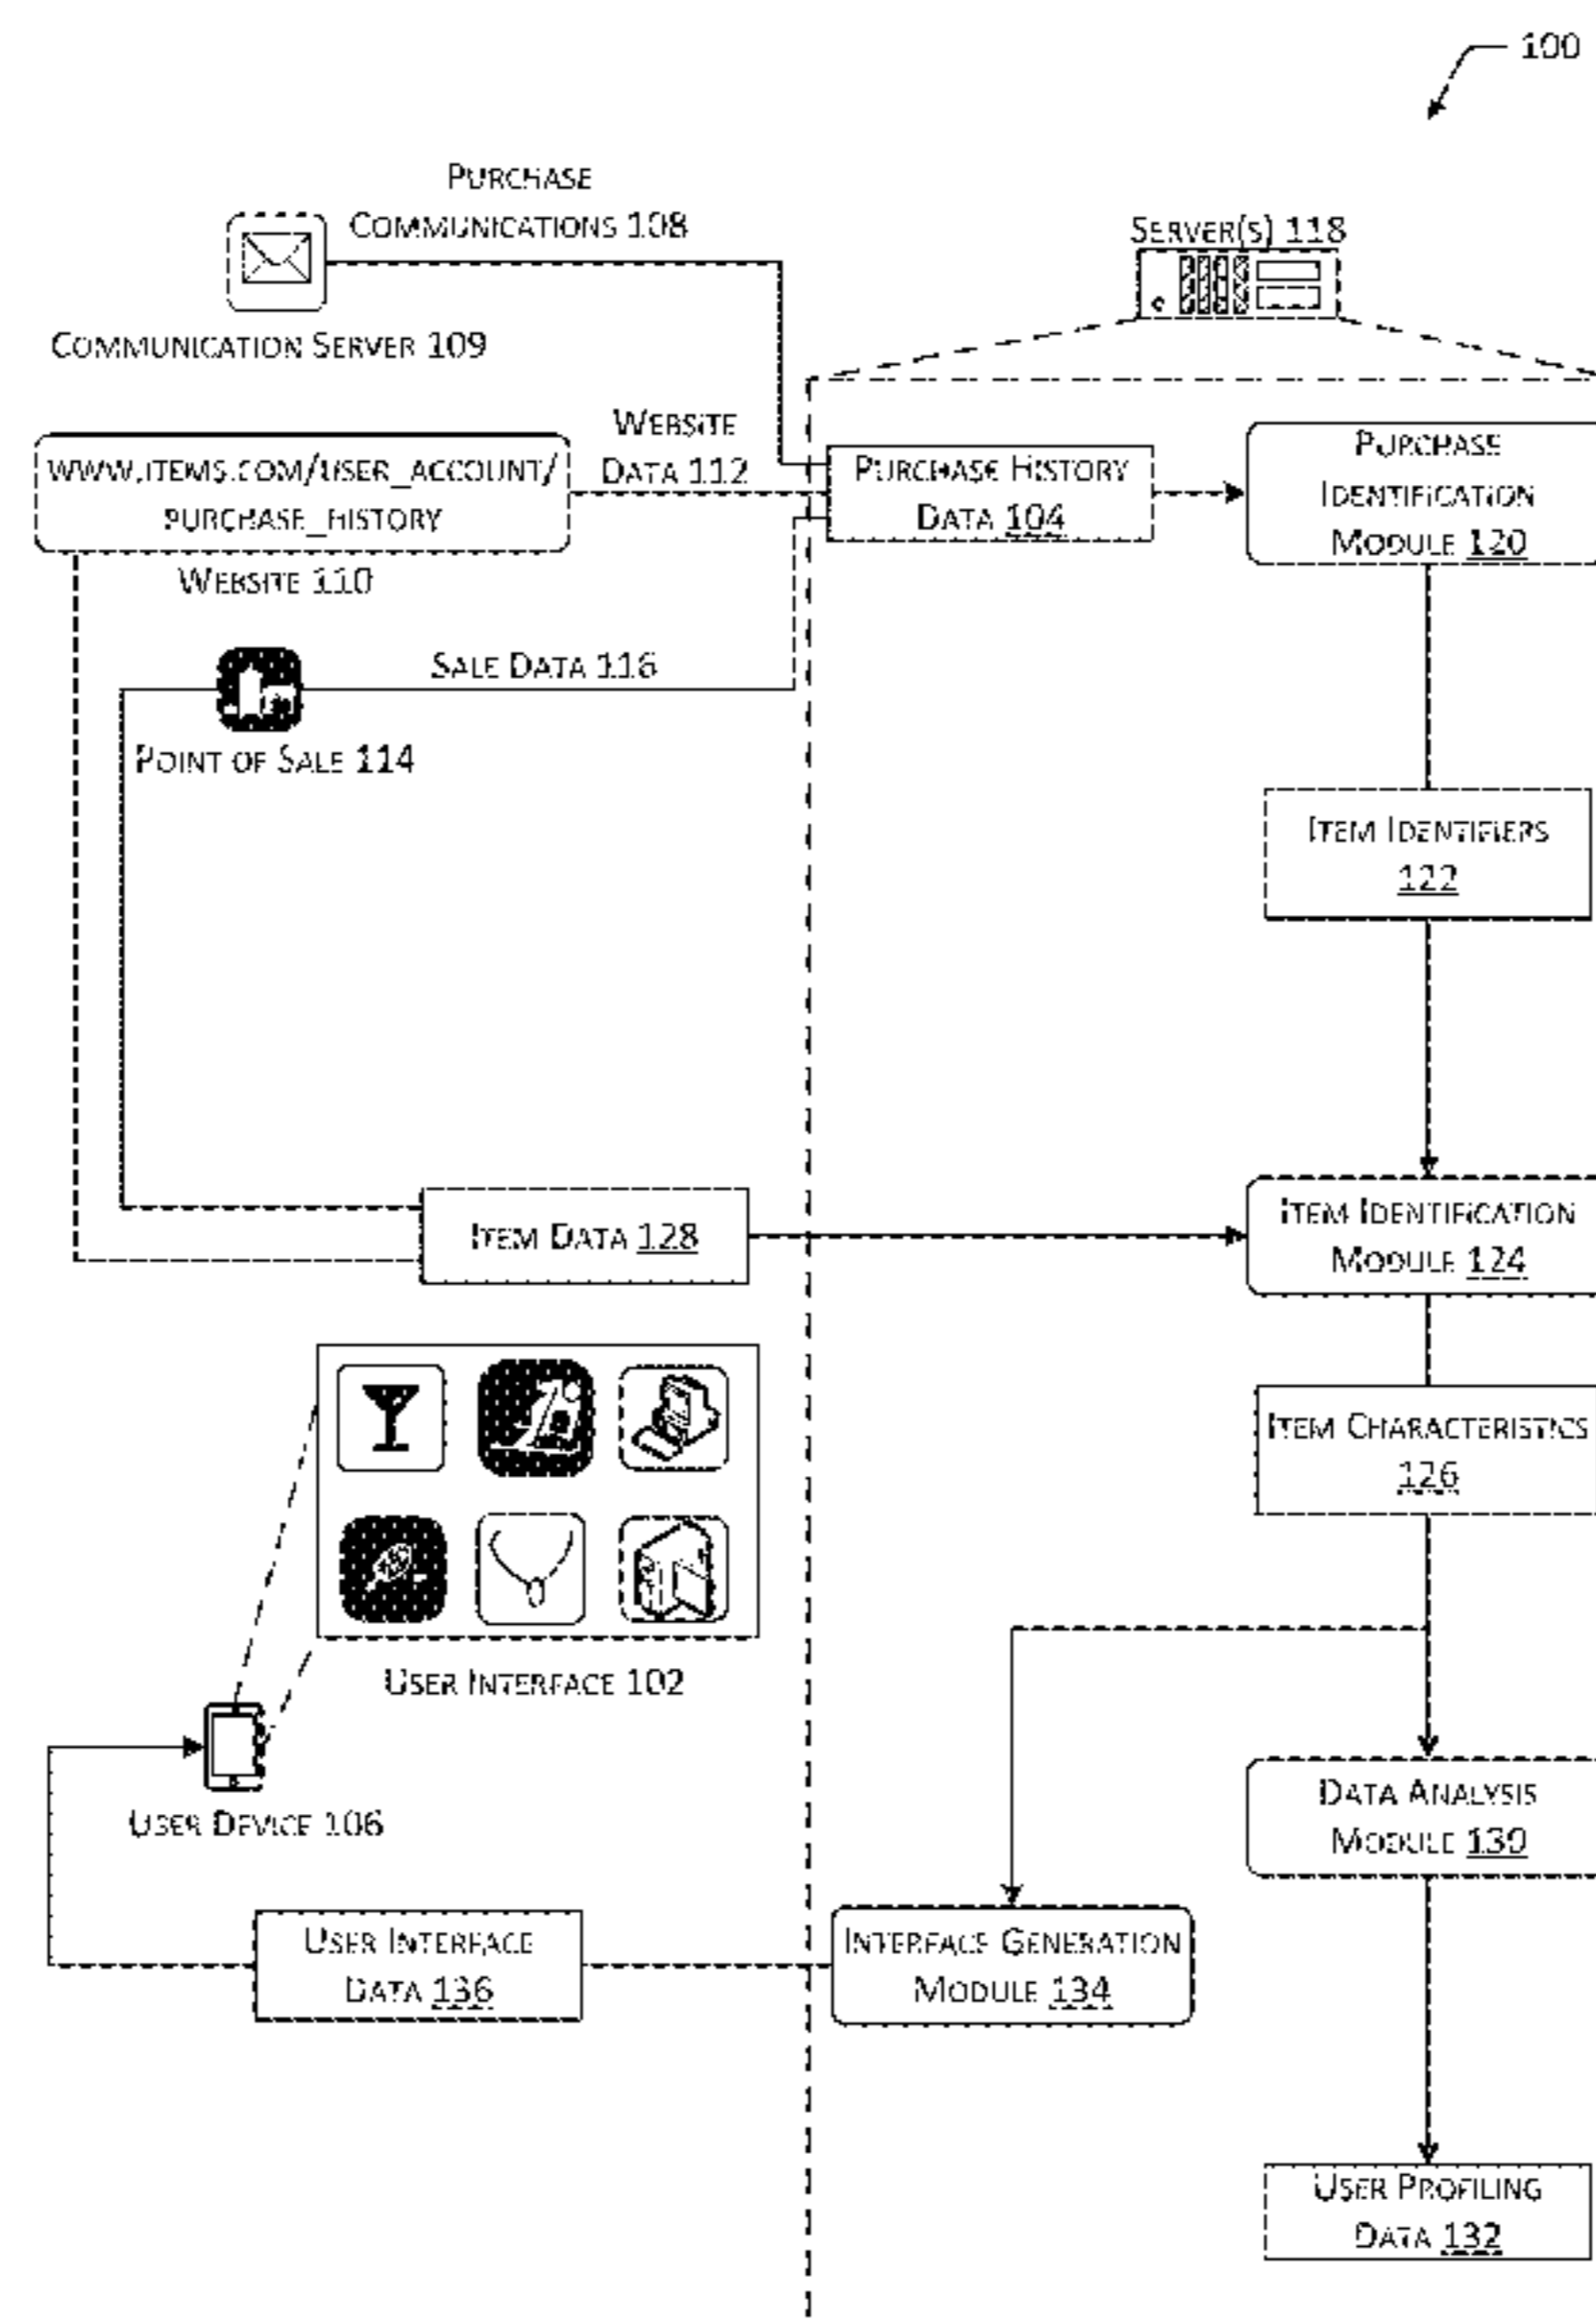 100
PURCHASE
COMMUNICATIONS 108
SERVER(S) 118
COMMUNICATION SERVER 109
WWW.ITEMS.COM/USER_ACCOUNT/
PURCHASE_HISTORY
WEBSITE 110
WEBSITE
DATA 112
PURCHASE HISTORY
DATA 104
PURCHASE
IDENTIFICATION
MODULE 120
SALE DATA 116
POINT OF SALE 114
ITEM IDENTIFIERS
122
ITEM DATA 128
ITEM IDENTIFICATION
MODULE 124
ITEM CHARACTERISTICS
126
USER INTERFACE 102
USER DEVICE 106
DATA ANALYSIS
MODULE 130
USER INTERFACE
DATA 136
INTERFACE GENERATION
MODULE 134
USER PROFILING
DATA 132